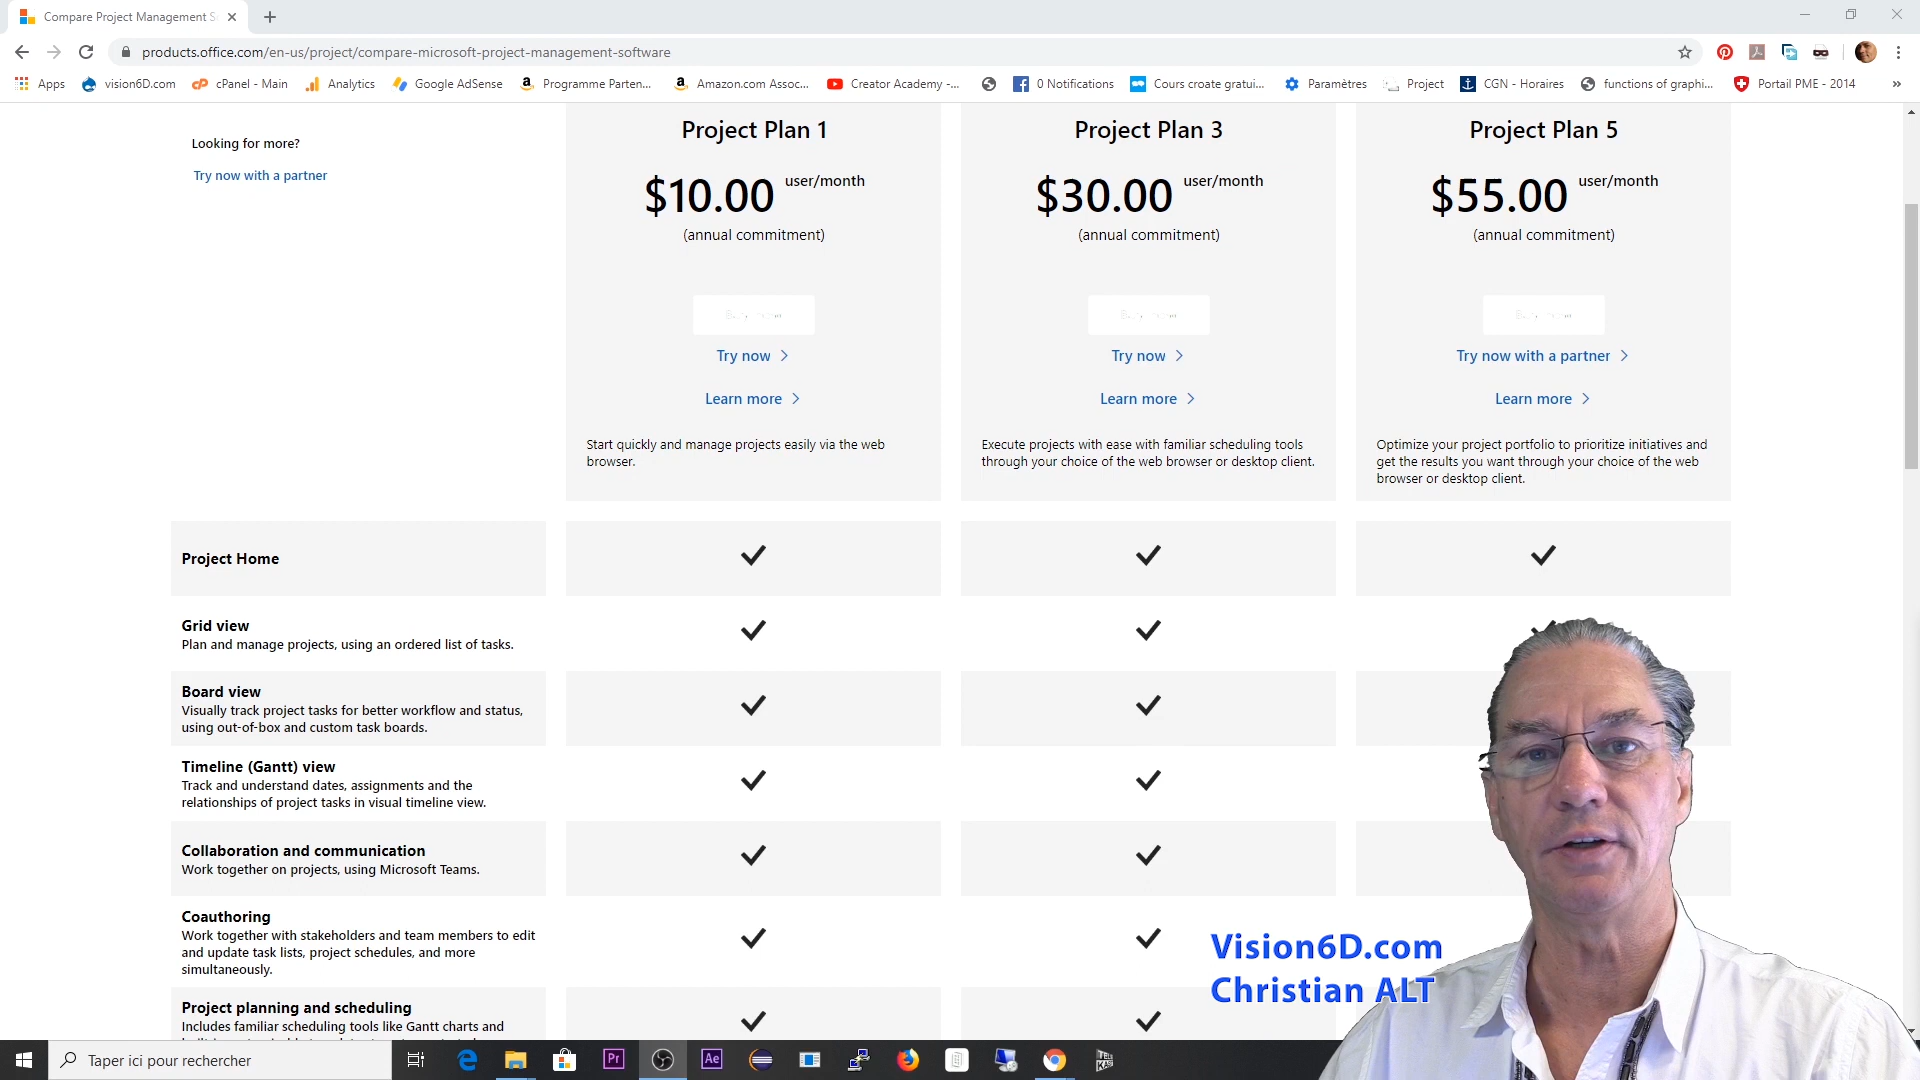 Compare Project Management S
products.office.com/en-us/project/compare-microsoft-project-management-software
Apps
vision6D.com
cPanel - Main
Analytics
Google AdSense
Programme Parten...
Amazon.com Assoc...
Creator Academy -...
0 Notifications
Cours create gratui...
Paramètres
Project
CGN - Horaires
functions of graphi...
Portail PME - 2014
»
Looking for more?
Try now with a partner
Project Plan 1
$10.00 user/month
(annual commitment)
Try now
Learn more
Start quickly and manage projects easily via the web
browser.
Project Plan 3
$30.00 user/month
(annual commitment)
Try now
Learn more
Execute projects with ease with familiar scheduling tools
through your choice of the web browser or desktop client.
Project Plan 5
$55.00 user/month
(annual commitment)
Try now with a partner
Learn more
Optimize your project portfolio to prioritize initiatives and
get the results you want through your choice of the web
browser or desktop client.
Project Home
Grid view
Plan and manage projects, using an ordered list of tasks.
Board view
Visually track project tasks for better workflow and status,
using out-of-box and custom task boards.
Timeline (Gantt) view
Track and understand dates, assignments and the
relationships of project tasks in visual timeline view.
Collaboration and communication
Work together on projects, using Microsoft Teams.
Coauthoring
Work together with stakeholders and team members to edit
and update task lists, project schedules, and more
simultaneously.
Project planning and scheduling
Includes familiar scheduling tools like Gantt charts and
Vision6D.com
Christian ALT
Taper ici pour rechercher
Pr
Ae